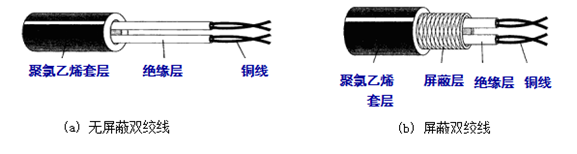 聚氯乙烯套层 绝缘层 铜线
(a) 无屏蔽双绞线
聚氯乙烯
套层 屏蔽层 绝缘层 铜线
(b) 屏蔽双绞线